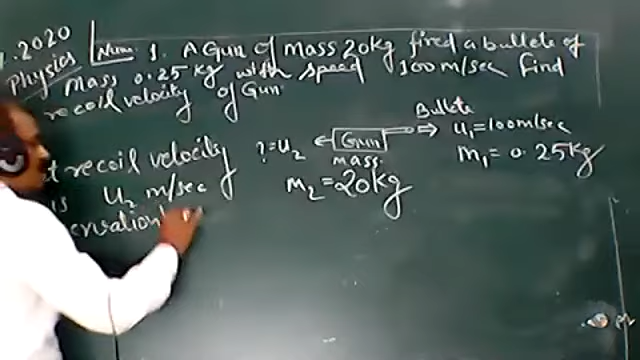 .2020
Physics
Num 1. A Gun of mass 20kg fired a bullete of
mass 0.25 kg with speed 100m/sec find
recoil velocity of Gun
Bullete
?=u2 Gun u1=100m/sec
mass m1=0.25kg
m2=20kg
recoil velocity
is u2 m/sec